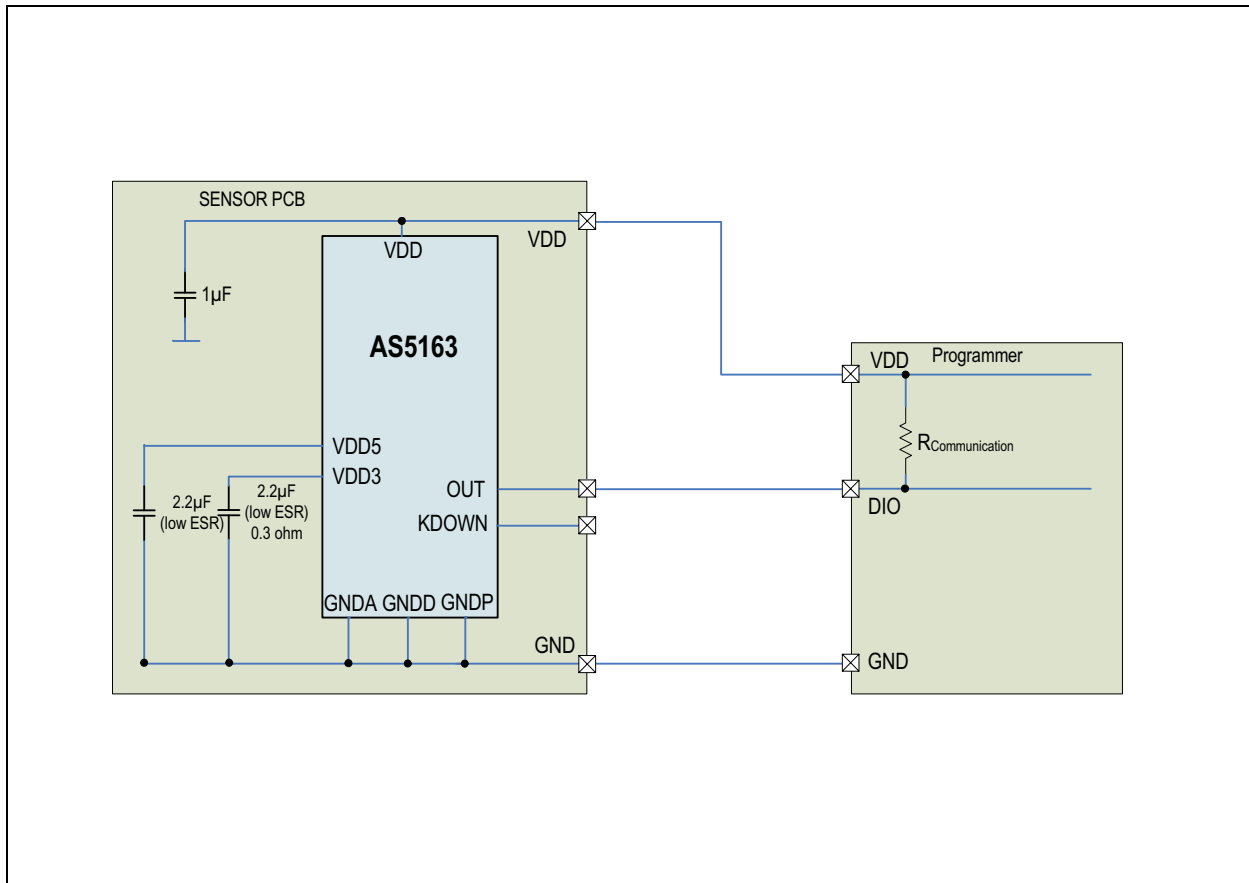 SENSOR PCB
VDD
VDD
1µF
AS5163
VDD
Programmer
RCommunication
VDD5
VDD3
OUT
DIO
2.2µF
(low ESR)
2.2µF
(low ESR)
0.3 ohm
KDOWN
GNDA GNDD GNDP
GND
GND